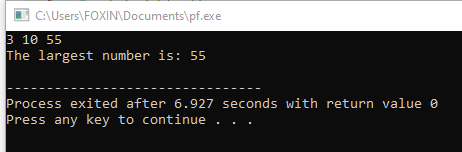 C:\Users\FOXIN\Documents\pf.exe
3 10 55
The largest number is: 55
--------------------------------
Process exited after 6.927 seconds with return value 0
Press any key to continue . . .